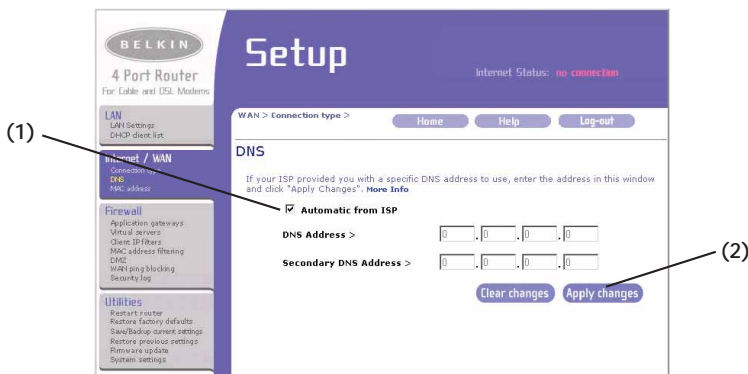 BELKIN
4 Port Router
For Cable and DSL Modems
Setup
Internet Status: no connection
LAN
LAN Settings
DHCP client list
Internet / WAN
Connection type
DNS
MAC address
Firewall
Application gateways
Virtual servers
Client IP filters
MAC address filtering
DMZ
WAN ping blocking
Security log
Utilities
Restart router
Restore factory defaults
Save/Backup current settings
Restore previous settings
Firmware update
System settings
WAN > Connection type >
Home Help Log-out
(1)
DNS
If your ISP provided you with a specific DNS address to use, enter the address in this window
and click "Apply Changes". More Info
Automatic from ISP
DNS Address > 0 . 0 . 0 . 0
Secondary DNS Address > 0 . 0 . 0 . 0
(2)
Clear changes Apply changes